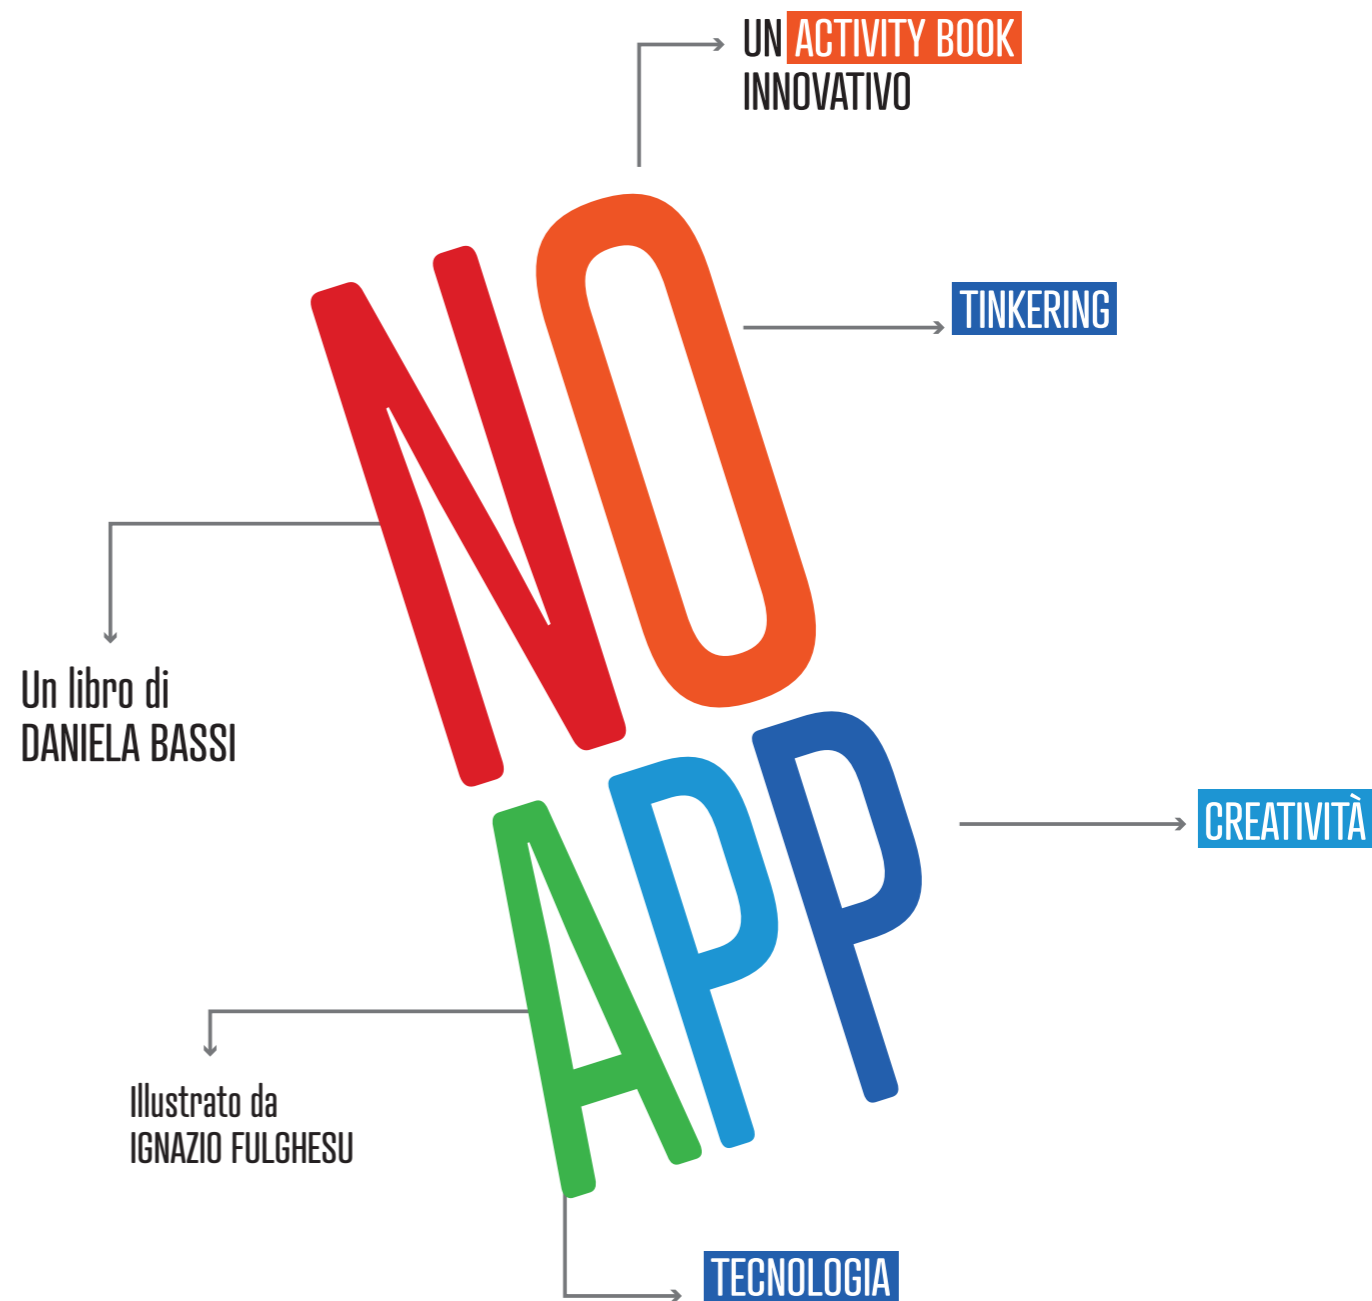 UN ACTIVITY BOOK
INNOVATIVO
TINKERING
NO
APP
Un libro di
DANIELA BASSI
CREATIVITÀ
Illustrato da
IGNAZIO FULGHESU
TECNOLOGIA